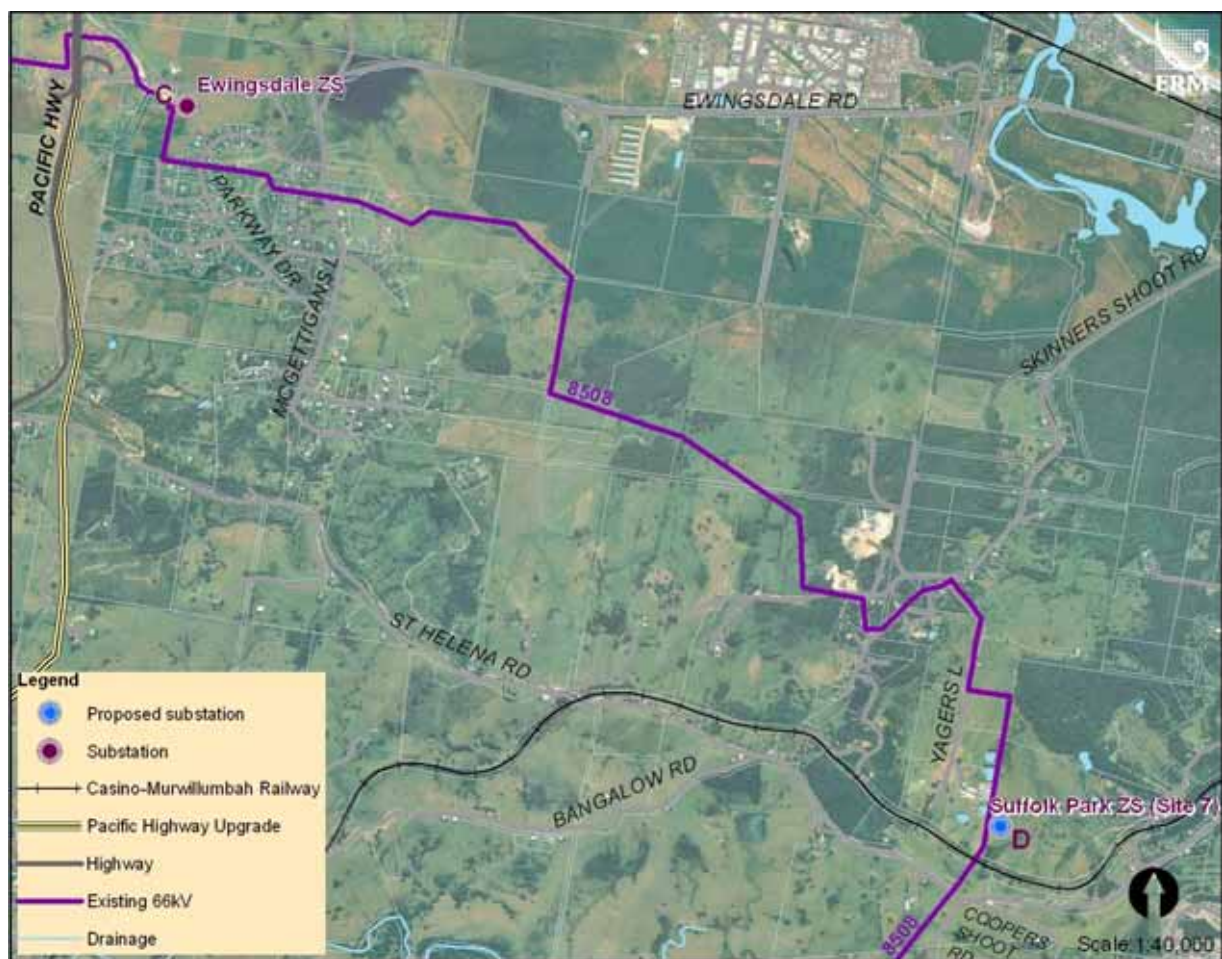 Ewingsdale ZS
C
ERM
EWINGSDALE RD
PACIFIC HWY
PARKWAY DR
MCGETTIGANS L
SKINNERS SHOOT RD
8508
ST HELENA RD
YAGERS L
BANGALOW RD
Suffolk Park ZS (Site 7)
D
8508
COOPERS
SHOOT
RD
Scale:1:40,000
Legend
Proposed substation
Substation
Casino-Murwillumbah Railway
Pacific Highway Upgrade
Highway
Existing 66kV
Drainage